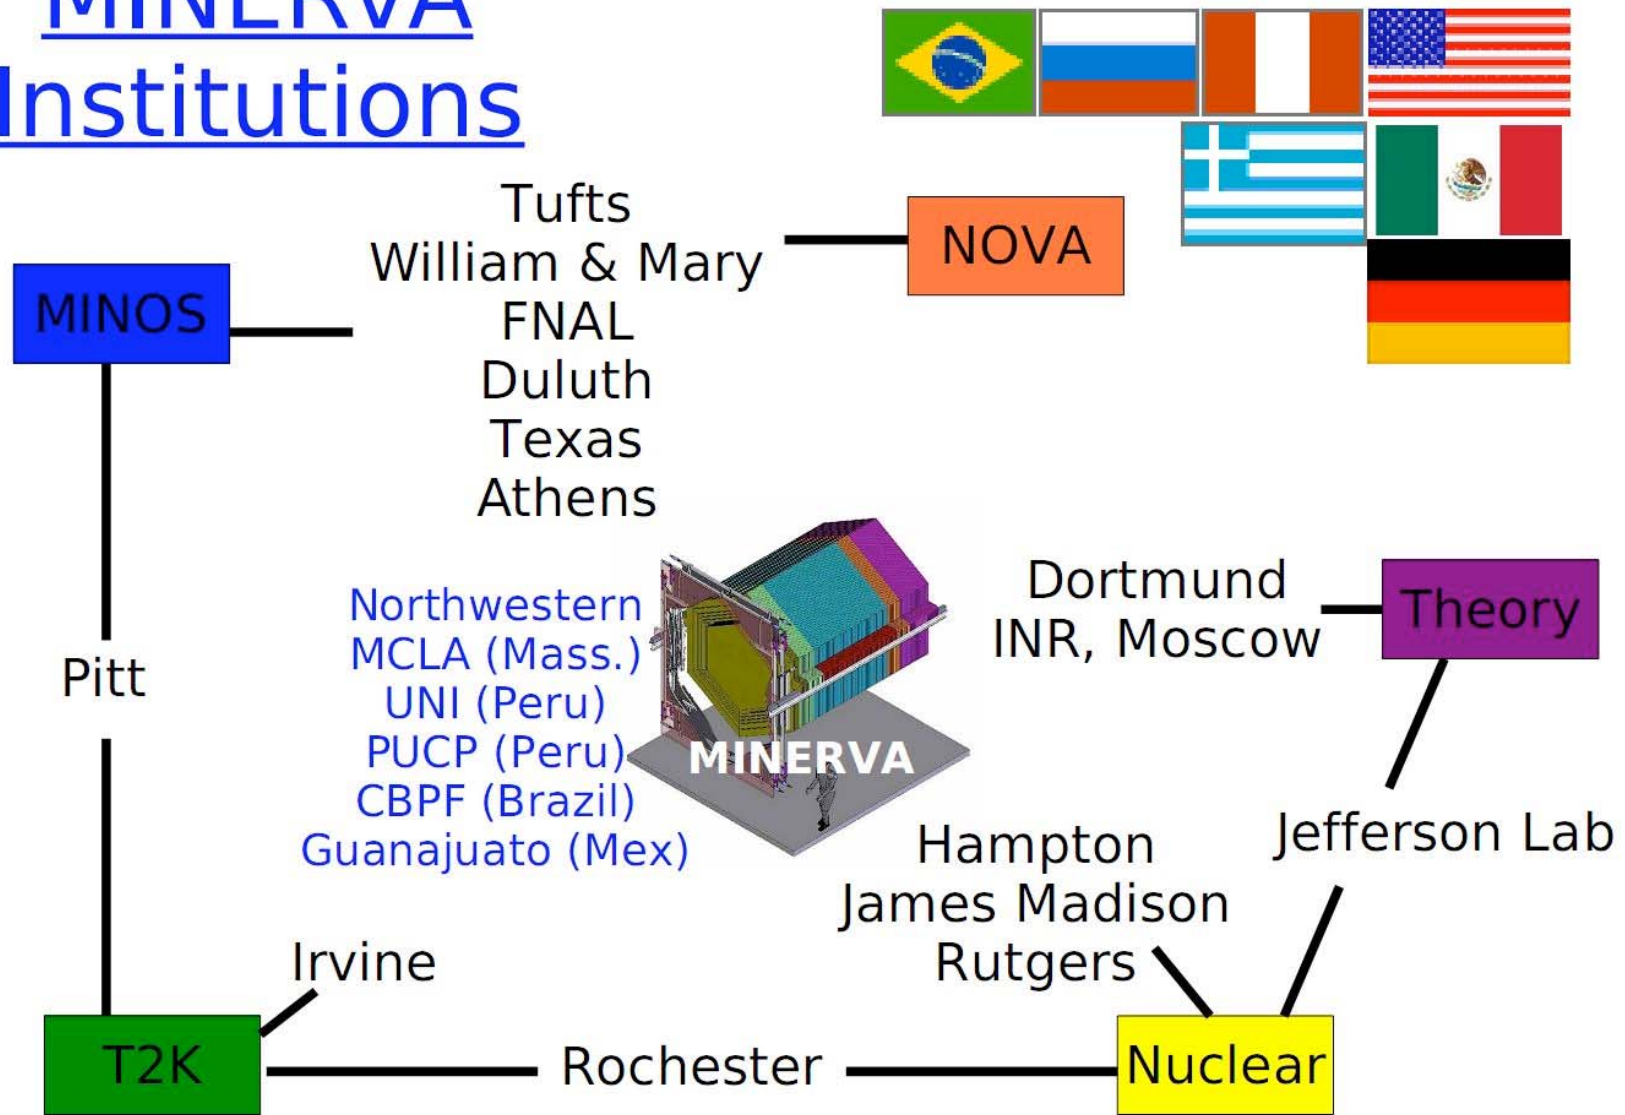 MINERVA
Institutions
Tufts
William & Mary
FNAL
Duluth
Texas
Athens
NOVA
MINOS
Northwestern
MCLA (Mass.)
UNI (Peru)
PUCP (Peru)
CBPF (Brazil)
Guanajuato (Mex)
MINERVA
Dortmund
INR, Moscow
Theory
Pitt
Jefferson Lab
Hampton
James Madison
Rutgers
Irvine
T2K
Rochester
Nuclear